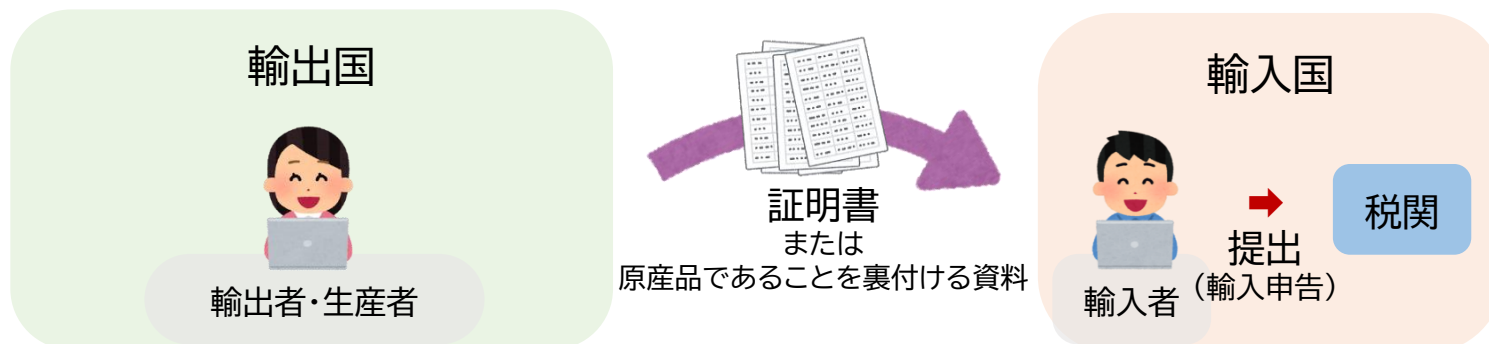 輸出国
輸出者・生産者
証明書
または
原産品であることを裏付ける資料
輸入国
輸入者
提出
（輸入申告）
税関